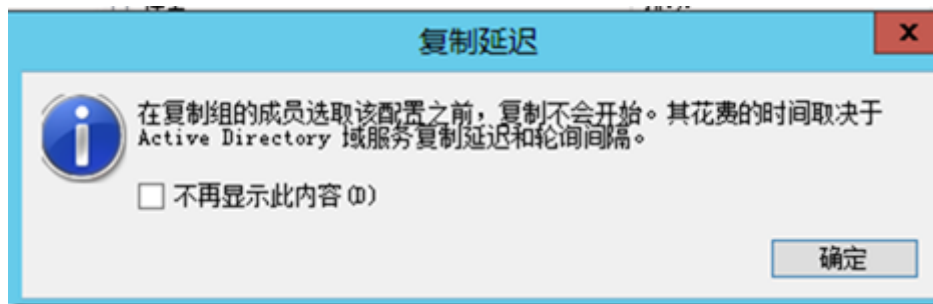 复制延迟
x
在复制组的成员选取该配置之前，复制不会开始。其花费的时间取决于
Active Directory 域服务复制延迟和轮询间隔。
不再显示此内容(D)
确定